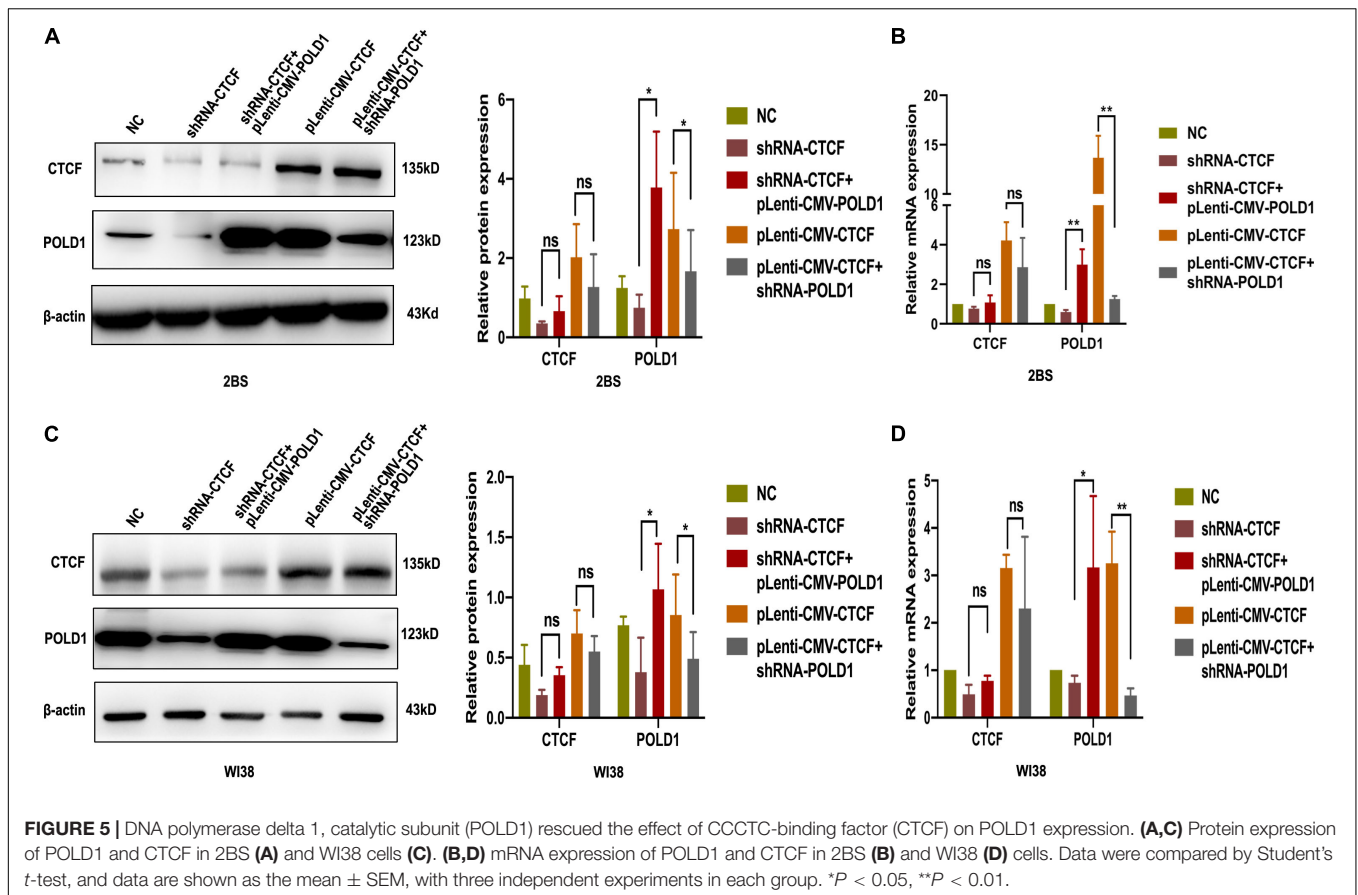 A
NC
shRNA-CTCF
shRNA-CTCF+
pLenti-CMV-POLD1
pLenti-CMV-CTCF
pLenti-CMV-CTCF+
shRNA-POLD1
CTCF
135kD
POLD1
123kD
β-actin
43Kd
2BS
Relative protein expression
6
4
2
0
ns
ns
*
*
CTCF
POLD1
2BS
NC
shRNA-CTCF
shRNA-CTCF+
pLenti-CMV-POLD1
pLenti-CMV-CTCF
pLenti-CMV-CTCF+
shRNA-POLD1
B
Relative mRNA expression
20
15
10
6
8
6
4
2
0
ns
ns
**
**
CTCF
POLD1
2BS
NC
shRNA-CTCF
shRNA-CTCF+
pLenti-CMV-POLD1
pLenti-CMV-CTCF
pLenti-CMV-CTCF+
shRNA-POLD1
C
NC
shRNA-CTCF
shRNA-CTCF+
pLenti-CMV-POLD1
pLenti-CMV-CTCF
pLenti-CMV-CTCF+
shRNA-POLD1
CTCF
135kD
POLD1
123kD
β-actin
43kD
WI38
Relative protein expression
2.0
1.5
1.0
0.5
0.0
ns
ns
*
*
CTCF
POLD1
WI38
NC
shRNA-CTCF
shRNA-CTCF+
pLenti-CMV-POLD1
pLenti-CMV-CTCF
pLenti-CMV-CTCF+
shRNA-POLD1
D
Relative mRNA expression
5
4
3
2
1
0
ns
ns
*
**
CTCF
POLD1
WI38
NC
shRNA-CTCF
shRNA-CTCF+
pLenti-CMV-POLD1
pLenti-CMV-CTCF
pLenti-CMV-CTCF+
shRNA-POLD1
FIGURE 5 | DNA polymerase delta 1, catalytic subunit (POLD1) rescued the effect of CCCTC-binding factor (CTCF) on POLD1 expression. (A,C) Protein expression
of POLD1 and CTCF in 2BS (A) and WI38 cells (C). (B,D) mRNA expression of POLD1 and CTCF in 2BS (B) and WI38 (D) cells. Data were compared by Student's
t-test, and data are shown as the mean ± SEM, with three independent experiments in each group. *P < 0.05, **P < 0.01.